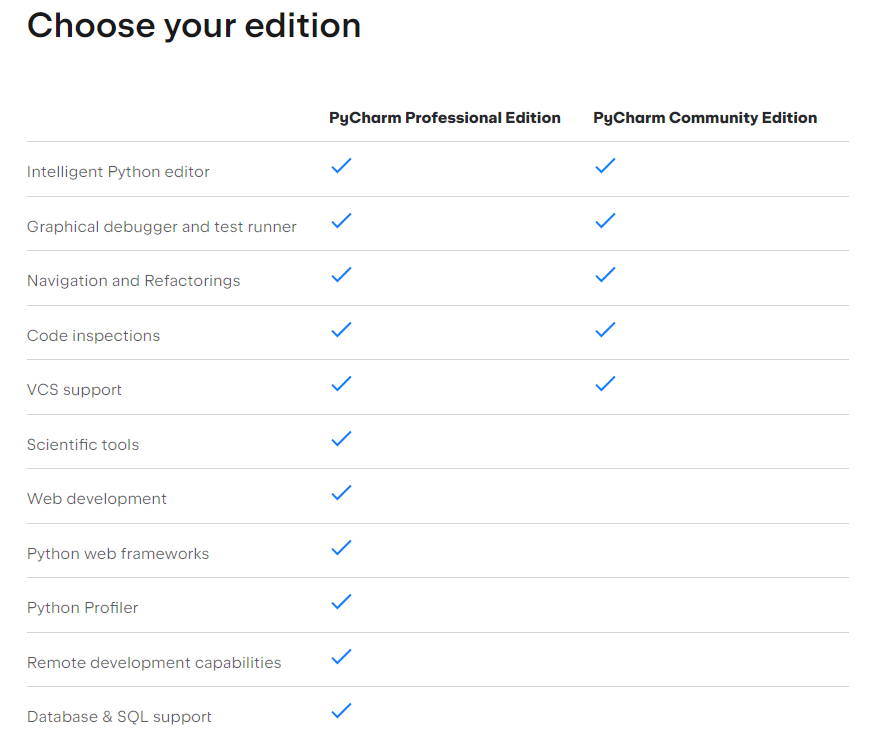 Choose your edition
PyCharm Professional Edition PyCharm Community Edition
Intelligent Python editor
Graphical debugger and test runner
Navigation and Refactorings
Code inspections
VCS support
Scientific tools
Web development
Python web frameworks
Python Profiler
Remote development capabilities
Database & SQL support